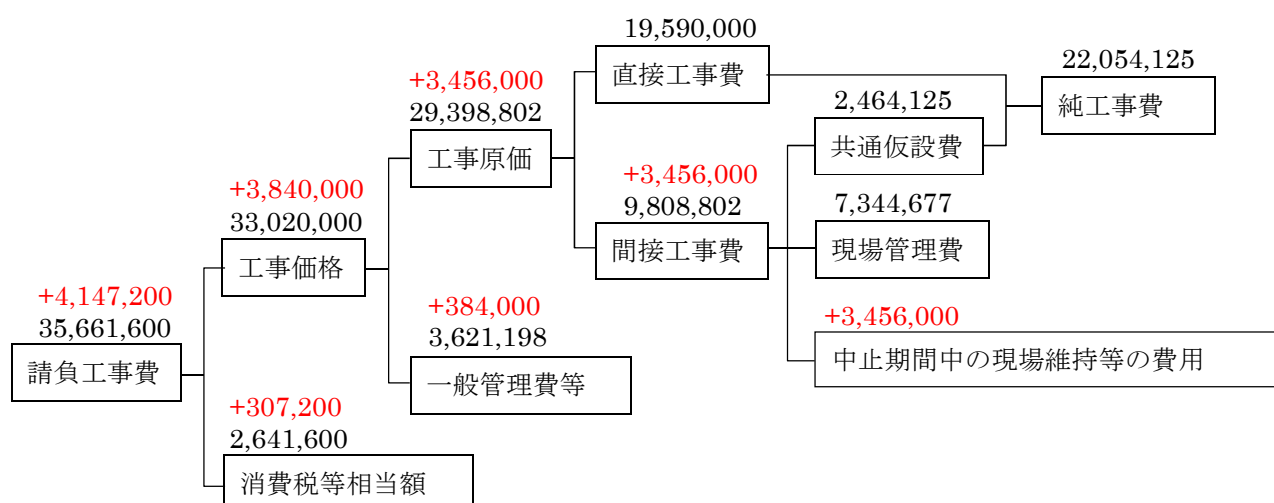 19,590,000
直接工事費
22,054,125
純工事費
+3,456,000
29,398,802
工事原価
2,464,125
共通仮設費
+3,456,000
9,808,802
間接工事費
7,344,677
現場管理費
+3,840,000
33,020,000
工事価格
+4,147,200
35,661,600
請負工事費
+384,000
3,621,198
一般管理費等
+3,456,000
中止期間中の現場維持等の費用
+307,200
2,641,600
消費税等相当額